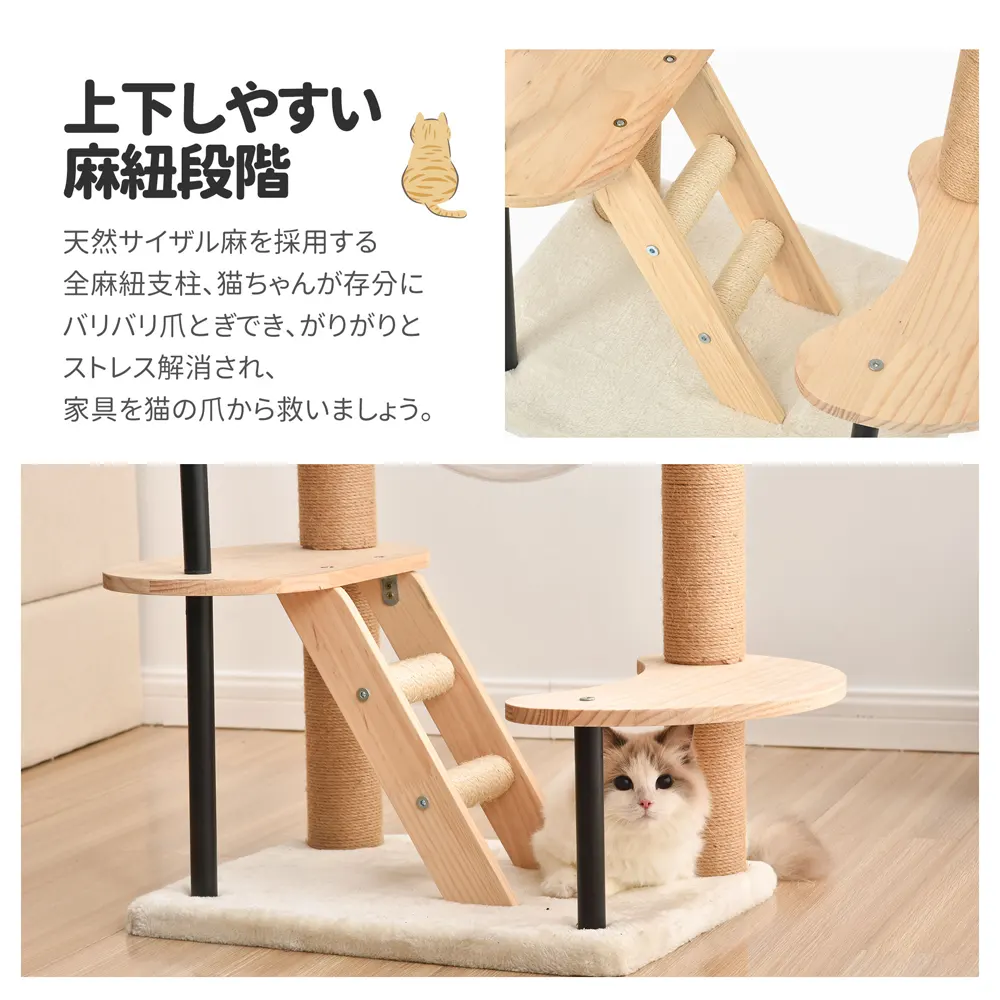 上下しやすい
麻紐段階
天然サイザル麻を採用する
全麻紐支柱、猫ちゃんが存分に
バリバリ爪とぎでき、がりがりと
ストレス解消され、
家具を猫の爪から救いましょう。